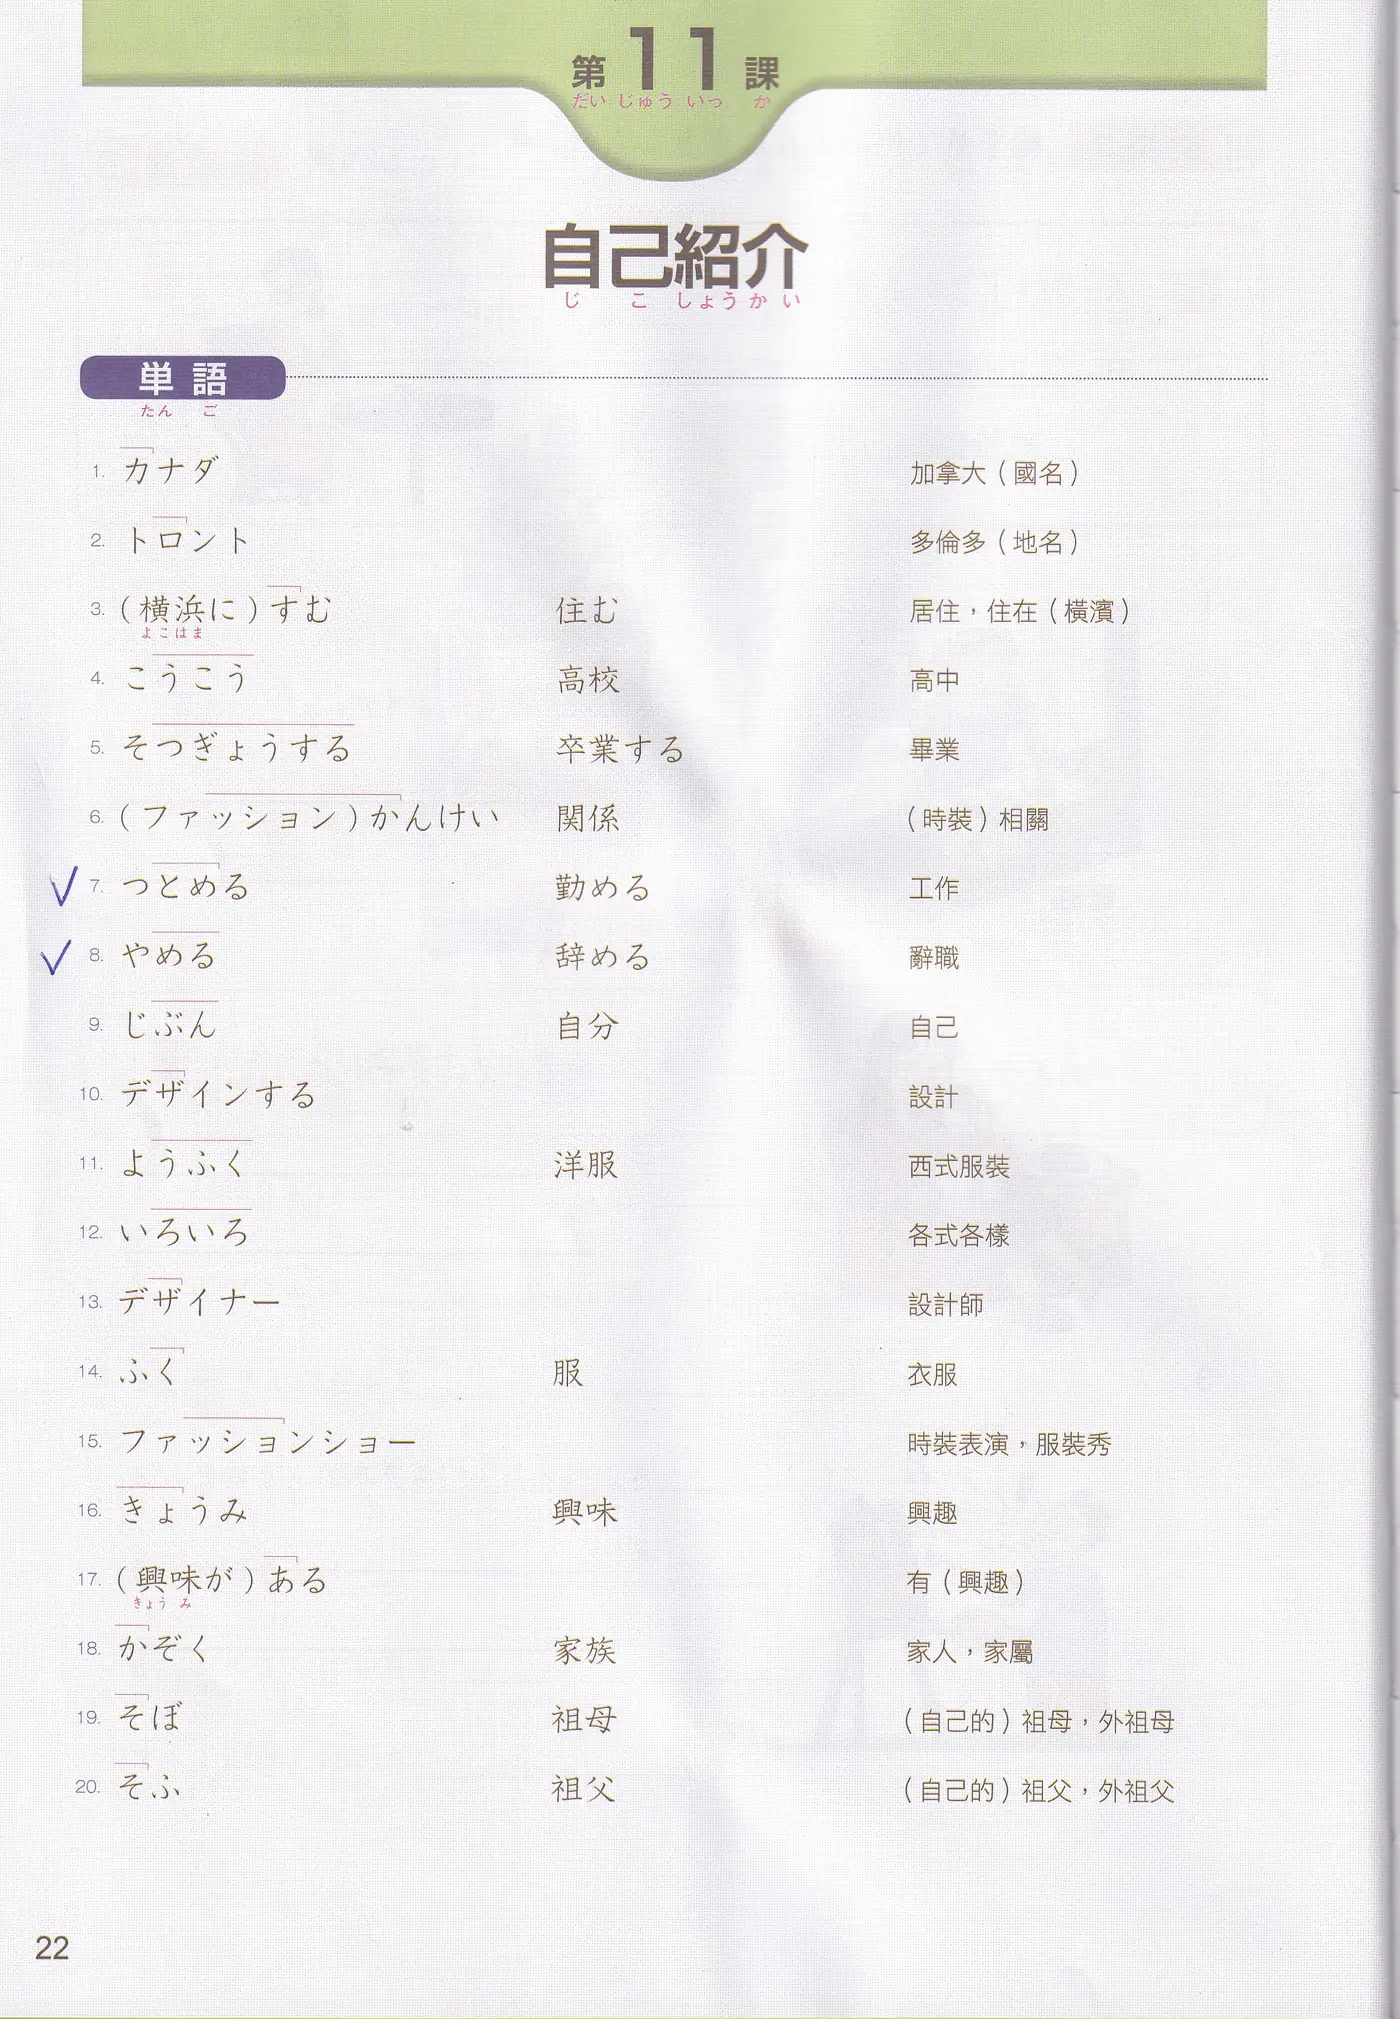 第11課
だいじゅういっか
自己紹介
じこしょうかい
単語
たんご
1. カナダ 加拿大（國名）
2. トロント 多倫多（地名）
3. （横浜に）すむ 住む 居住，住在（橫濱）
よこはま
4. こうこう 高校 高中
5. そつぎょうする 卒業する 畢業
6. （ファッション）かんけい 関係 （時裝）相關
7. つとめる 勤める 工作
8. やめる 辞める 辭職
9. じぶん 自分 自己
10. デザインする 設計
11. ようふく 洋服 西式服裝
12. いろいろ 各式各樣
13. デザイナー 設計師
14. ふく 服 衣服
15. ファッションショー 時裝表演，服裝秀
16. きょうみ 興味 興趣
17. （興味が）ある 有（興趣）
きょうみ
18. かぞく 家族 家人，家屬
19. そぼ 祖母 （自己的）祖母，外祖母
20. そふ 祖父 （自己的）祖父，外祖父
22